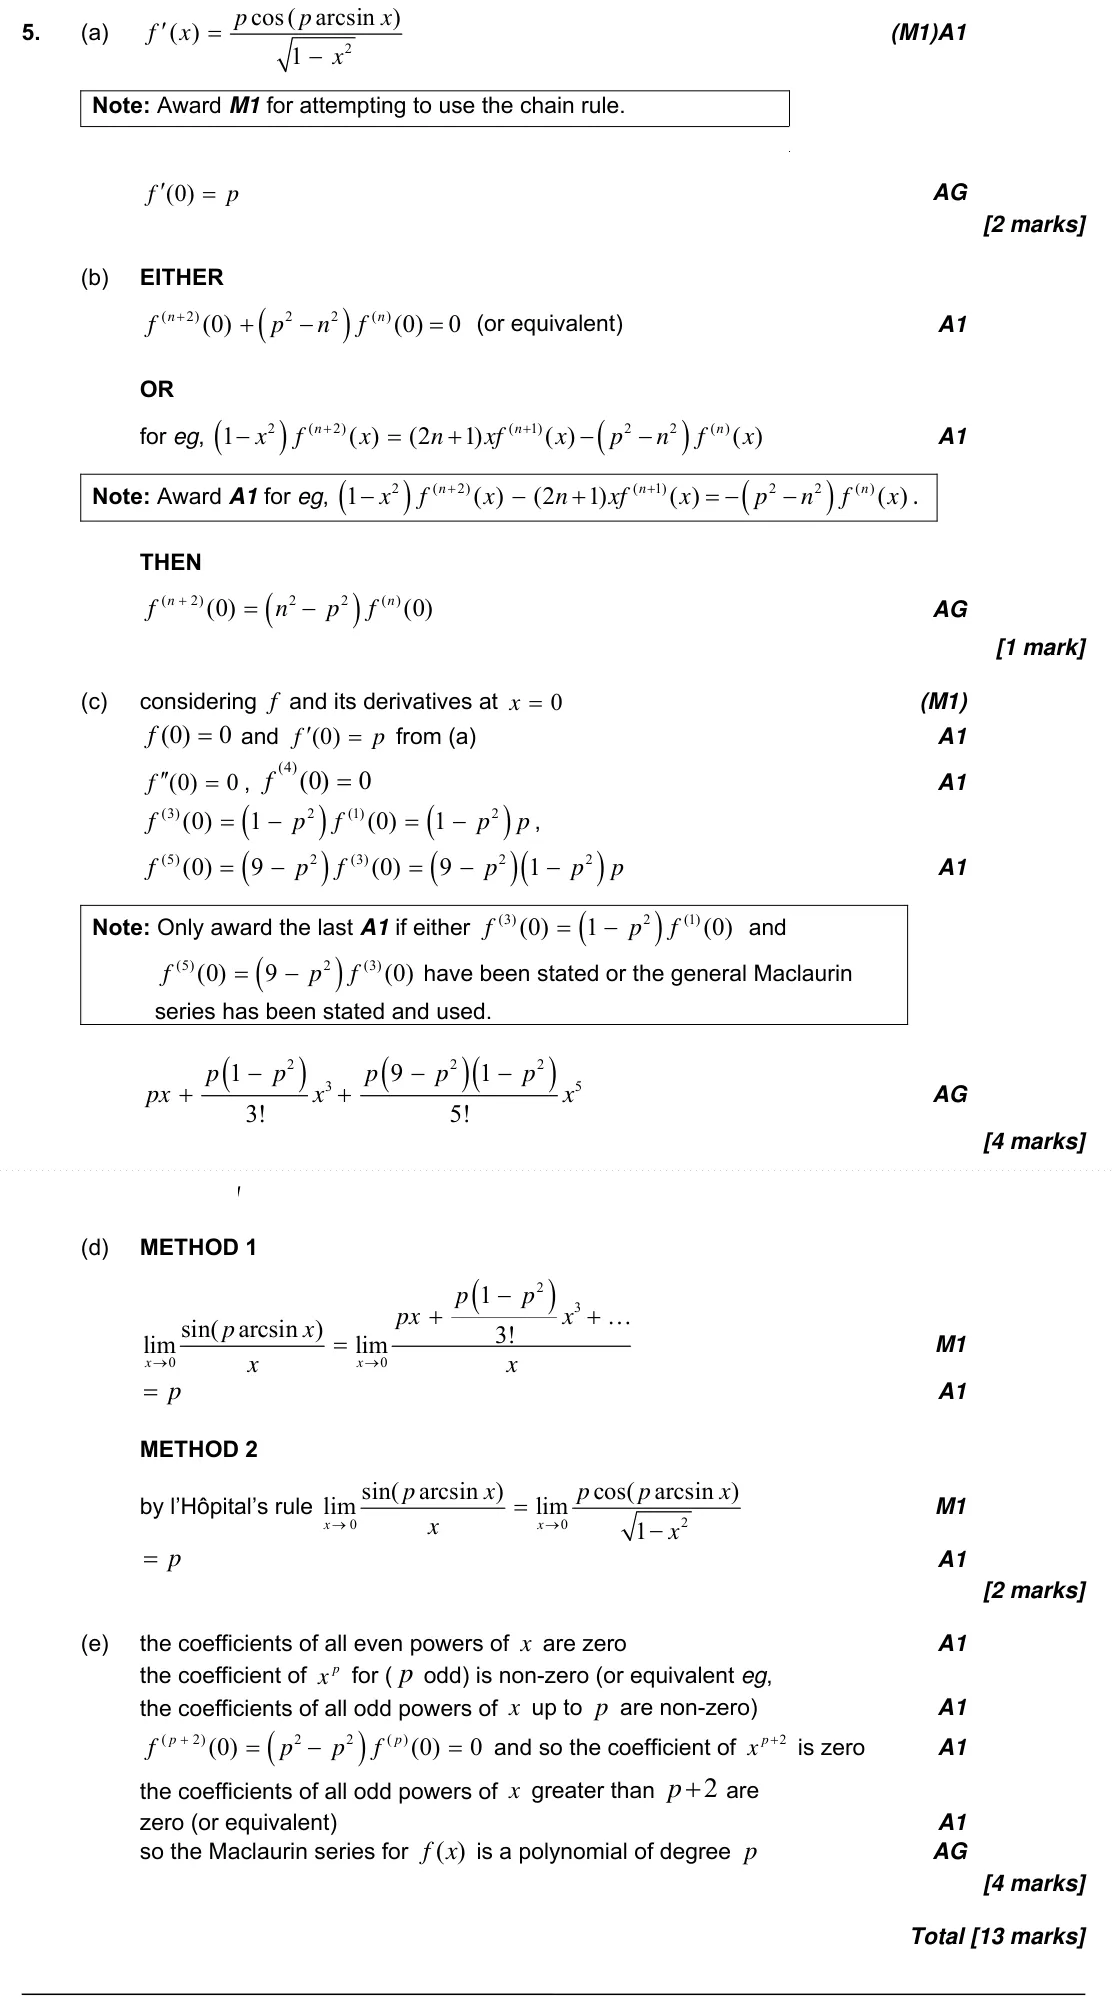 5. (a) f′(x) = p cos(p arcsin x) / √(1 − x²) (M1)A1
Note: Award M1 for attempting to use the chain rule.
f′(0) = p AG
[2 marks]
(b) EITHER
f⁽ⁿ⁺²⁾(0) + (p² − n²) f⁽ⁿ⁾(0) = 0 (or equivalent) A1
OR
for eg, (1 − x²) f⁽ⁿ⁺²⁾(x) = (2n + 1)xf⁽ⁿ⁺¹⁾(x) − (p² − n²) f⁽ⁿ⁾(x) A1
Note: Award A1 for eg, (1 − x²) f⁽ⁿ⁺²⁾(x) − (2n + 1)xf⁽ⁿ⁺¹⁾(x) = −(p² − n²) f⁽ⁿ⁾(x).
THEN
f⁽ⁿ⁺²⁾(0) = (n² − p²) f⁽ⁿ⁾(0) AG
[1 mark]
(c) considering f and its derivatives at x = 0 (M1)
f(0) = 0 and f′(0) = p from (a) A1
f″(0) = 0, f⁽⁴⁾(0) = 0 A1
f⁽³⁾(0) = (1 − p²) f⁽¹⁾(0) = (1 − p²) p,
f⁽⁵⁾(0) = (9 − p²) f⁽³⁾(0) = (9 − p²)(1 − p²) p A1
Note: Only award the last A1 if either f⁽³⁾(0) = (1 − p²) f⁽¹⁾(0) and
f⁽⁵⁾(0) = (9 − p²) f⁽³⁾(0) have been stated or the general Maclaurin
series has been stated and used.
px + p(1 − p²)/3! x³ + p(9 − p²)(1 − p²)/5! x⁵ AG
[4 marks]
(d) METHOD 1
lim x→0 sin(p arcsin x) / x = lim x→0 (px + p(1 − p²)/3! x³ + …) / x M1
= p A1
METHOD 2
by l'Hôpital's rule lim x→0 sin(p arcsin x) / x = lim x→0 p cos(p arcsin x) / √(1 − x²) M1
= p A1
[2 marks]
(e) the coefficients of all even powers of x are zero A1
the coefficient of xᵖ for ( p odd) is non-zero (or equivalent eg,
the coefficients of all odd powers of x up to p are non-zero) A1
f⁽ᵖ⁺²⁾(0) = (p² − p²) f⁽ᵖ⁾(0) = 0 and so the coefficient of xᵖ⁺² is zero A1
the coefficients of all odd powers of x greater than p+2 are
zero (or equivalent) A1
so the Maclaurin series for f(x) is a polynomial of degree p AG
[4 marks]
Total [13 marks]